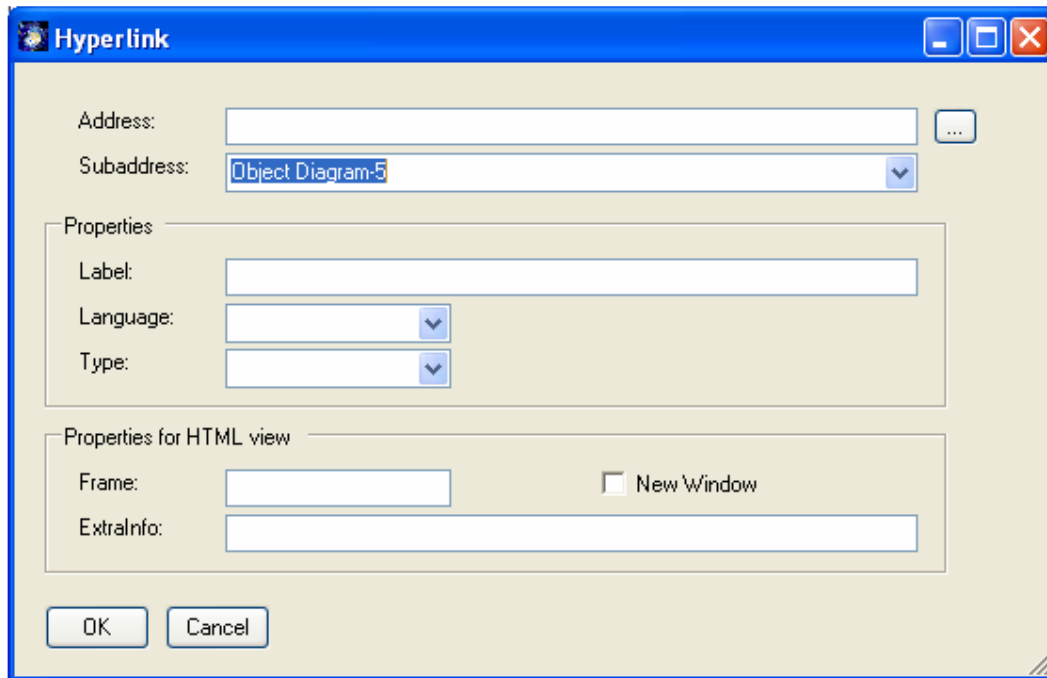 Hyperlink
Address:
...
Subaddress:
Object Diagram-5
Properties
Label:
Language:
Type:
Properties for HTML view
Frame:
New Window
ExtraInfo:
OK
Cancel